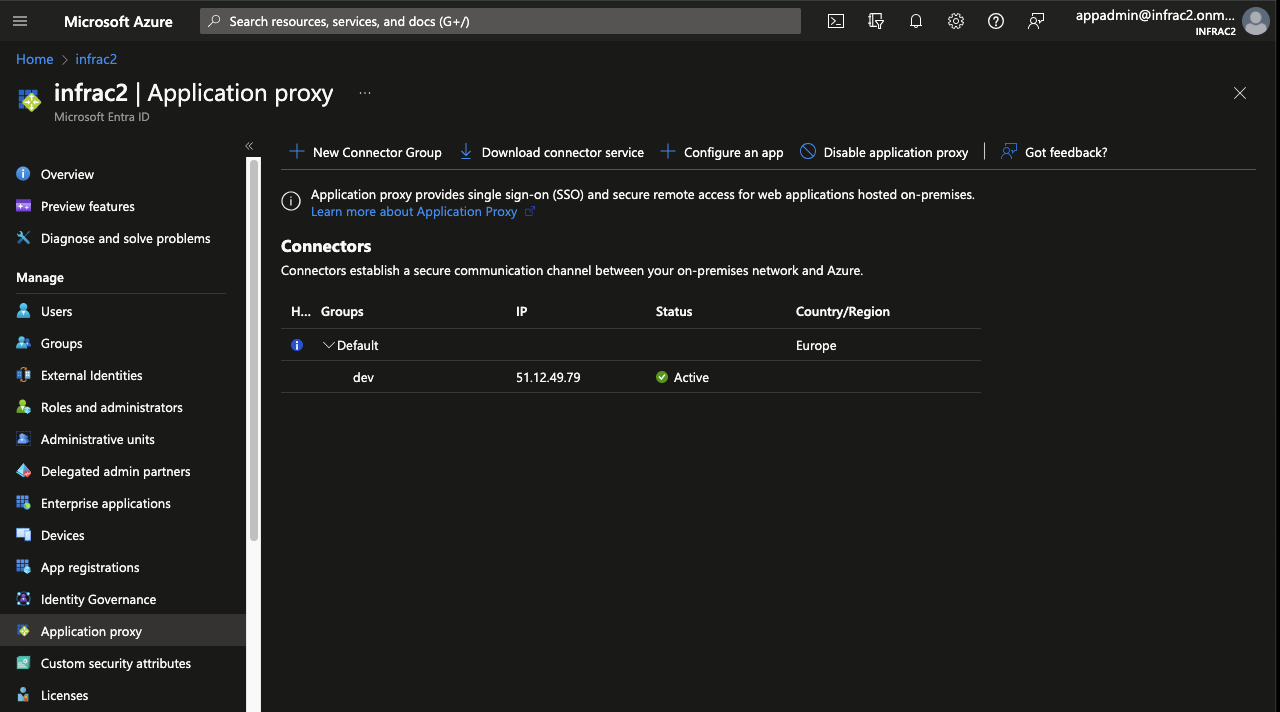 Microsoft Azure
Search resources, services, and docs (G+/)
appadmin@infrac2.onm...
INFRAC2
Home > infrac2
infrac2 | Application proxy ...
Microsoft Entra ID
«
Overview
Preview features
Diagnose and solve problems
Manage
Users
Groups
External Identities
Roles and administrators
Administrative units
Delegated admin partners
Enterprise applications
Devices
App registrations
Identity Governance
Application proxy
Custom security attributes
Licenses
New Connector Group Download connector service Configure an app Disable application proxy | Got feedback?
Application proxy provides single sign-on (SSO) and secure remote access for web applications hosted on-premises.
Learn more about Application Proxy
Connectors
Connectors establish a secure communication channel between your on-premises network and Azure.
H... Groups IP Status Country/Region
Default Europe
dev 51.12.49.79 Active